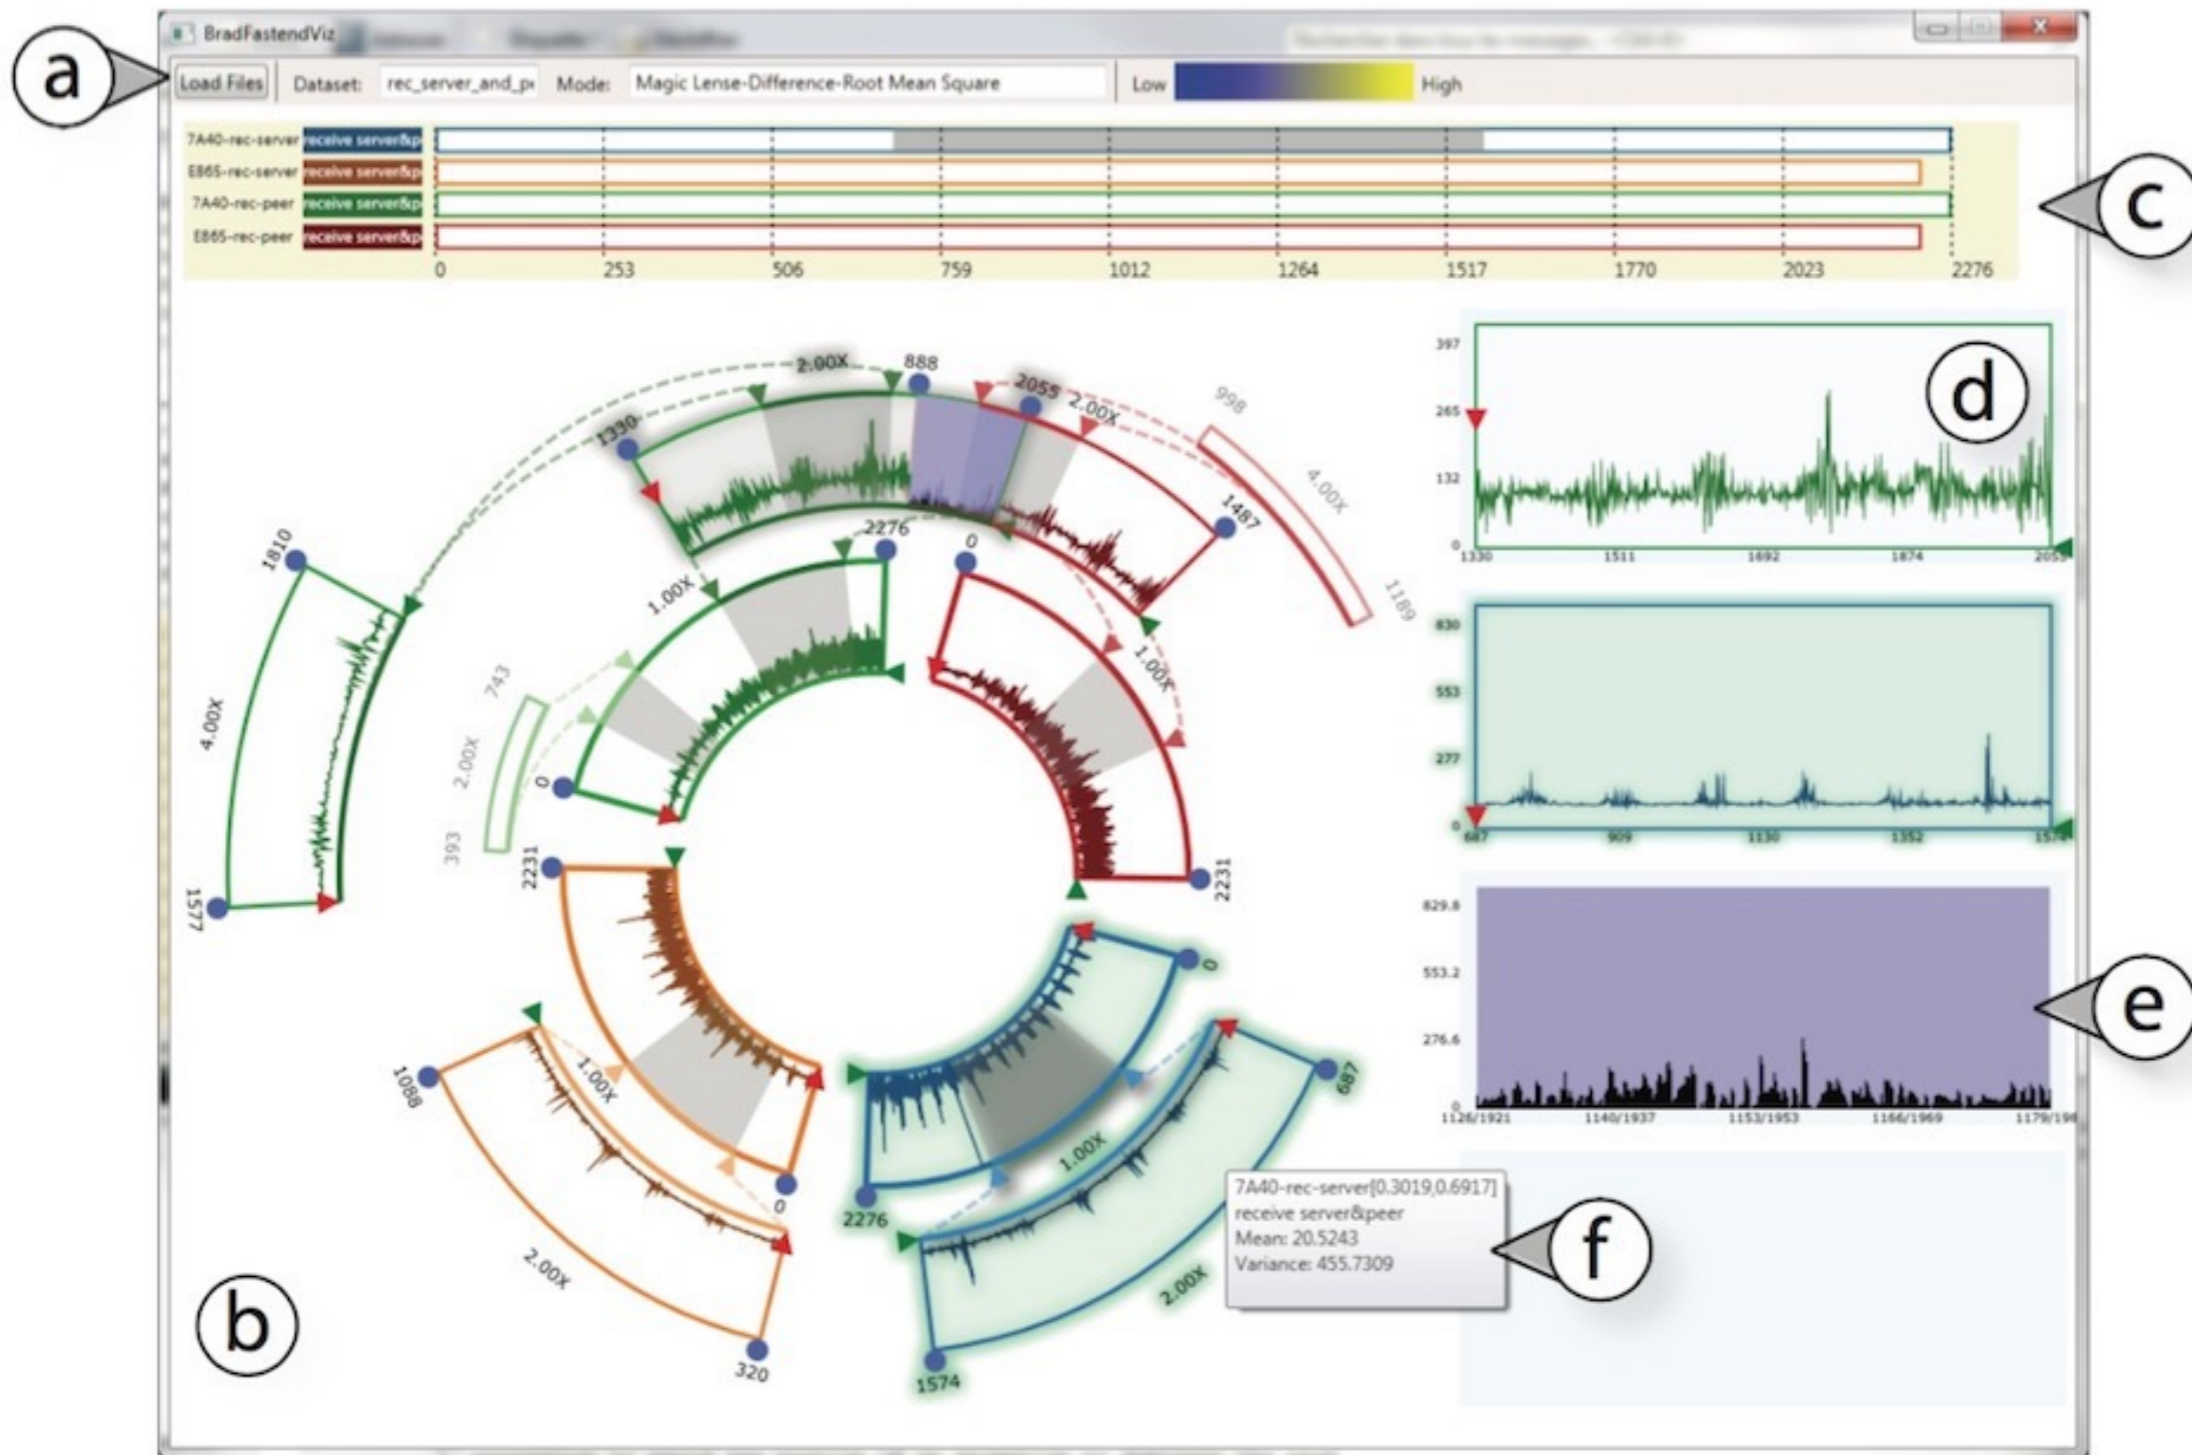 a
BradFastendViz
Load Files
Dataset: rec_server_and_p
Mode: Magic Lense-Difference-Root Mean Square
Low
High
7A40-rec-server receive server&p
E865-rec-server receive server&p
7A40-rec-peer receive server&p
E865-rec-peer receive server&p
0 253 506 759 1012 1264 1517 1770 2023 2276
c
2.00X
888
2055
2.00X
998
1330
4.00X
1487
1189
2276
0
1810
1.00X
1.00X
743
4.00X
2.00X
0
393
2231
2231
1577
0
1088
1.00X
1.00X
687
2276
0
2.00X
2.00X
320
1574
b
397
265
132
0
1330 1511 1692 1874 2055
d
830
553
277
0
687 909 1130 1352 1574
829.8
553.2
276.6
0
1126/1921 1140/1937 1153/1953 1166/1969 1179/198
e
7A40-rec-server[0.3019,0.6917]
receive server&peer
Mean: 20.5243
Variance: 455.7309
f